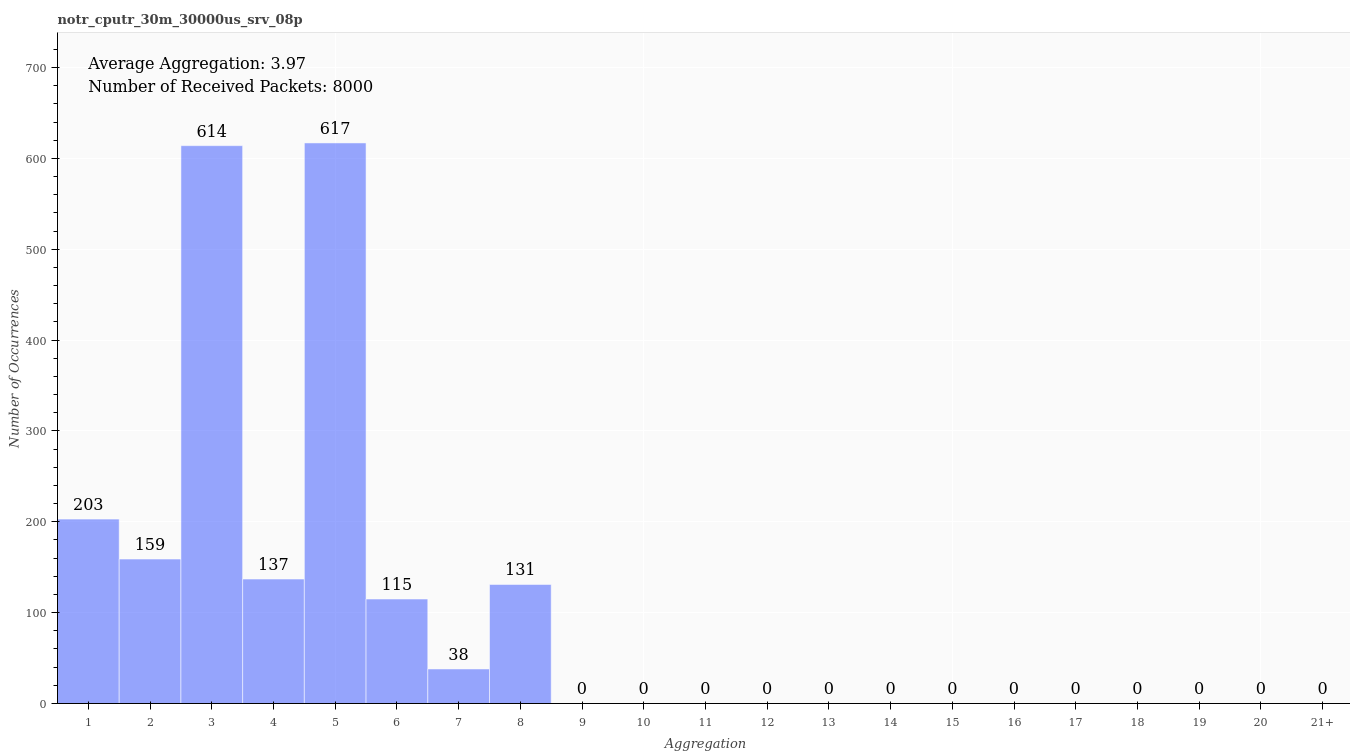 notr_cputr_30m_30000us_srv_08p
Average Aggregation: 3.97
Number of Received Packets: 8000
700
600
500
400
300
200
100
0
Number of Occurrences
203
159
614
137
617
115
38
131
0 0 0 0 0 0 0 0 0 0 0 0 0
1 2 3 4 5 6 7 8 9 10 11 12 13 14 15 16 17 18 19 20 21+
Aggregation